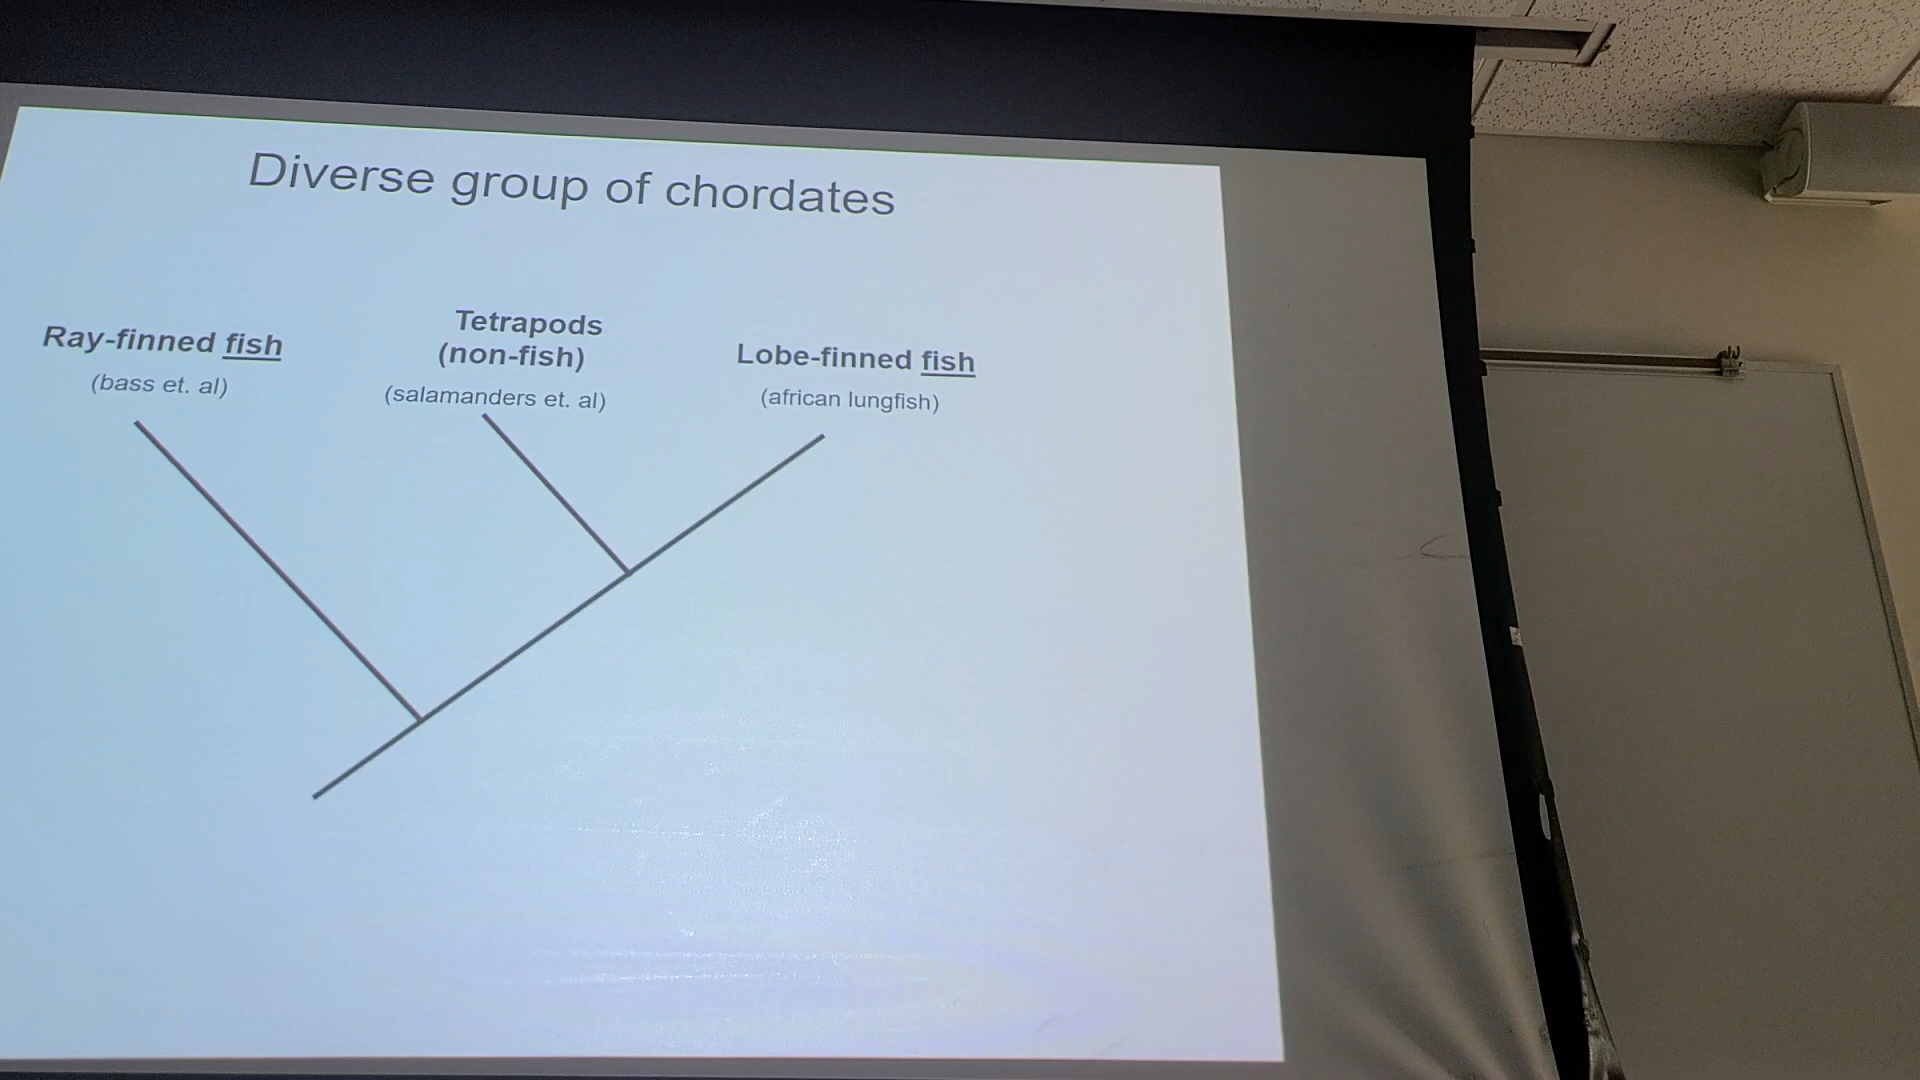 Diverse group of chordates
Ray-finned fish
(bass et. al)
Tetrapods
(non-fish)
(salamanders et. al)
Lobe-finned fish
(african lungfish)